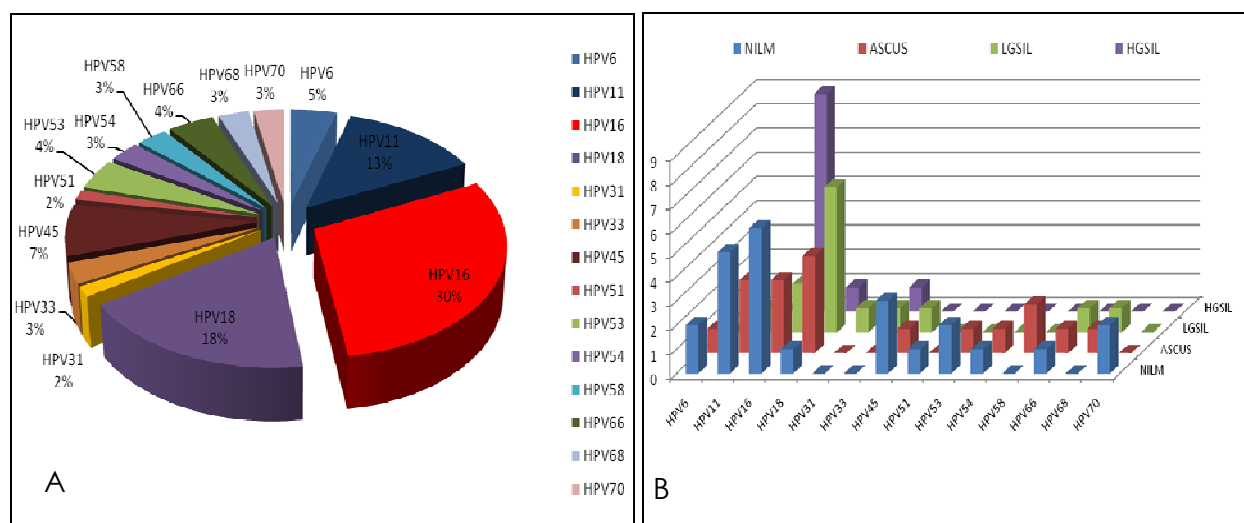 HPV58
3%
HPV66
4%
HPV68
3%
HPV70
3%
HPV6
5%
HPV53
4%
HPV54
3%
HPV11
13%
HPV51
2%
HPV45
7%
HPV16
30%
HPV33
3%
HPV18
18%
HPV31
2%
HPV6
HPV11
HPV16
HPV18
HPV31
HPV33
HPV45
HPV51
HPV53
HPV54
HPV58
HPV66
HPV68
HPV70
A
NILM ASCUS LGSIL HGSIL
9
8
7
6
5
4
3
2
1
0
HGSIL
LGSIL
ASCUS
NILM
HPV6 HPV11 HPV16 HPV18 HPV31 HPV33 HPV45 HPV51 HPV53 HPV54 HPV58 HPV66 HPV68 HPV70
B